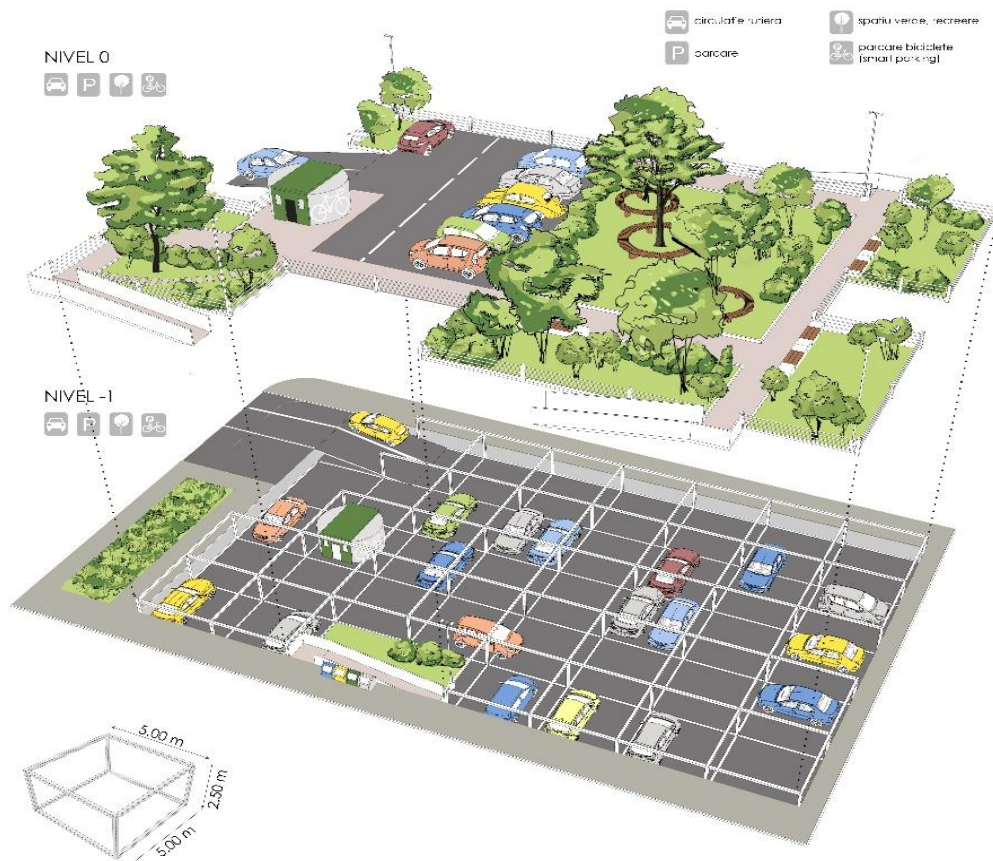 circulatie rutiera
spatiu verde, recreere
P parcare
parcare biciclete
(smart parking)
NIVEL 0
P
NIVEL -1
P
5.00 m
2.50 m
5.00 m